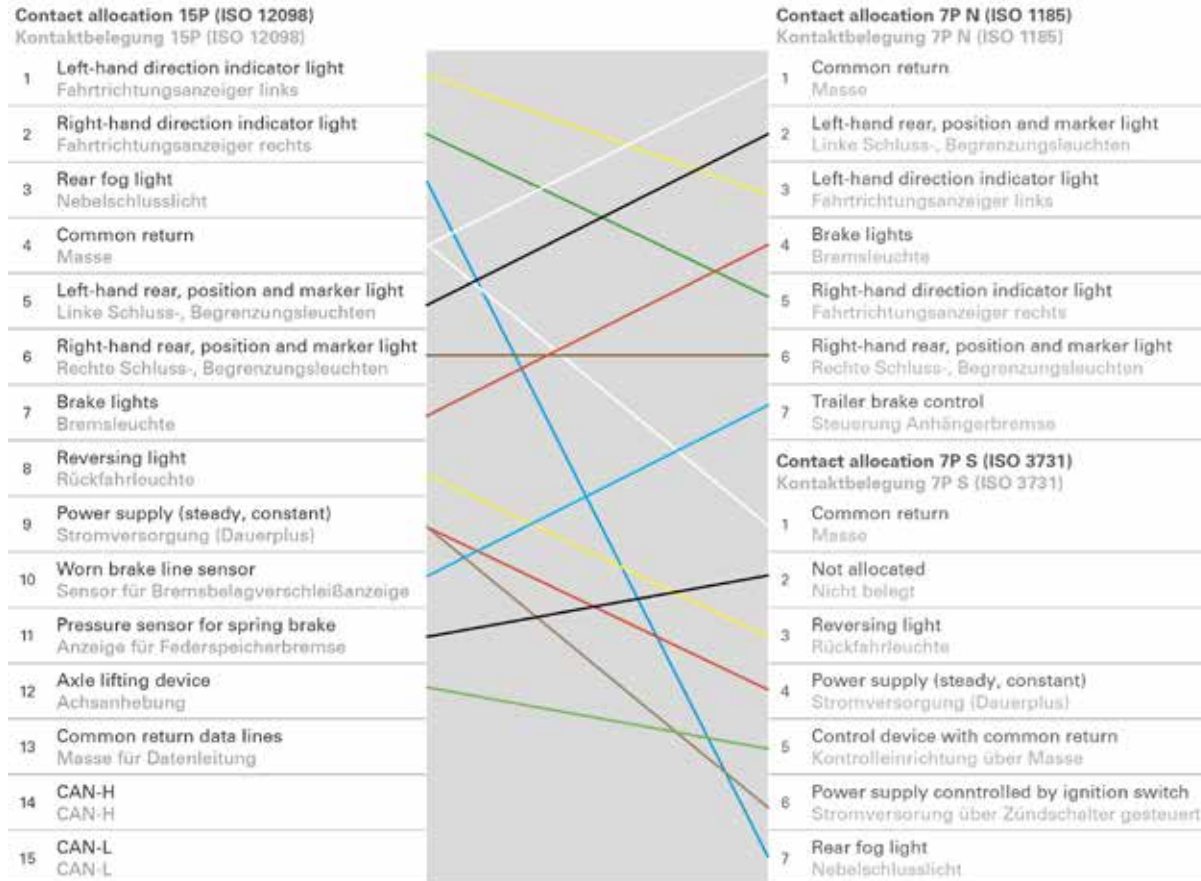 Contact allocation 15P (ISO 12098)
Kontaktbelegung 15P (ISO 12098)
1 Left-hand direction indicator light
Fahrtrichtungsanzeiger links
2 Right-hand direction indicator light
Fahrtrichtungsanzeiger rechts
3 Rear fog light
Nebelschlusslicht
4 Common return
Masse
5 Left-hand rear, position and marker light
Linke Schluss-, Begrenzungsleuchten
6 Right-hand rear, position and marker light
Rechte Schluss-, Begrenzungsleuchten
7 Brake lights
Bremsleuchte
8 Reversing light
Rückfahrleuchte
9 Power supply (steady, constant)
Stromversorgung (Dauerplus)
10 Worn brake line sensor
Sensor für Bremsbelagverschleißanzeige
11 Pressure sensor for spring brake
Anzeige für Federspeicherbremse
12 Axle lifting device
Achsanhebung
13 Common return data lines
Masse für Datenleitung
14 CAN-H
CAN-H
15 CAN-L
CAN-L
Contact allocation 7P N (ISO 1185)
Kontaktbelegung 7P N (ISO 1185)
1 Common return
Masse
2 Left-hand rear, position and marker light
Linke Schluss-, Begrenzungsleuchten
3 Left-hand direction indicator light
Fahrtrichtungsanzeiger links
4 Brake lights
Bremsleuchte
5 Right-hand direction indicator light
Fahrtrichtungsanzeiger rechts
6 Right-hand rear, position and marker light
Rechte Schluss-, Begrenzungsleuchten
7 Trailer brake control
Steuerung Anhängerbremse
Contact allocation 7P S (ISO 3731)
Kontaktbelegung 7P S (ISO 3731)
1 Common return
Masse
2 Not allocated
Nicht belegt
3 Reversing light
Rückfahrleuchte
4 Power supply (steady, constant)
Stromversorgung (Dauerplus)
5 Control device with common return
Kontrolleinrichtung über Masse
6 Power supply conntrolled by ignition switch
Stromversorung über Zündschalter gesteuert
7 Rear fog light
Nebelschlusslicht